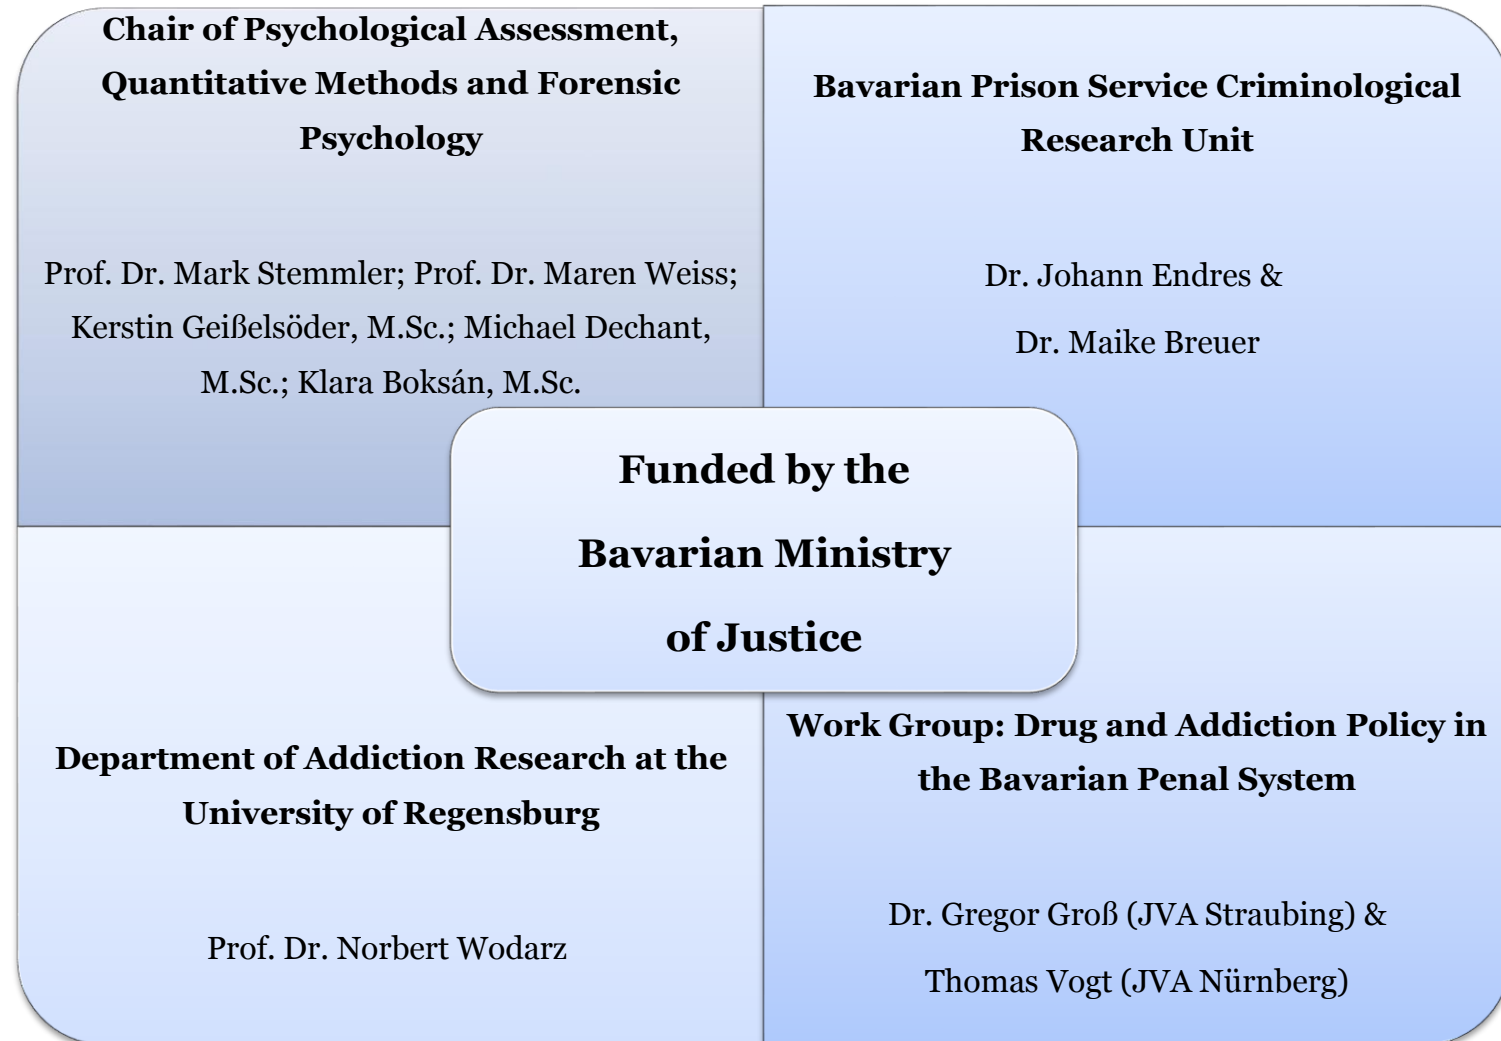 Chair of Psychological Assessment,
Quantitative Methods and Forensic
Psychology
Prof. Dr. Mark Stemmler; Prof. Dr. Maren Weiss;
Kerstin Geißelsöder, M.Sc.; Michael Dechant,
M.Sc.; Klara Boksán, M.Sc.
Bavarian Prison Service Criminological
Research Unit
Dr. Johann Endres &
Dr. Maike Breuer
Funded by the
Bavarian Ministry
of Justice
Department of Addiction Research at the
University of Regensburg
Prof. Dr. Norbert Wodarz
Work Group: Drug and Addiction Policy in
the Bavarian Penal System
Dr. Gregor Groß (JVA Straubing) &
Thomas Vogt (JVA Nürnberg)